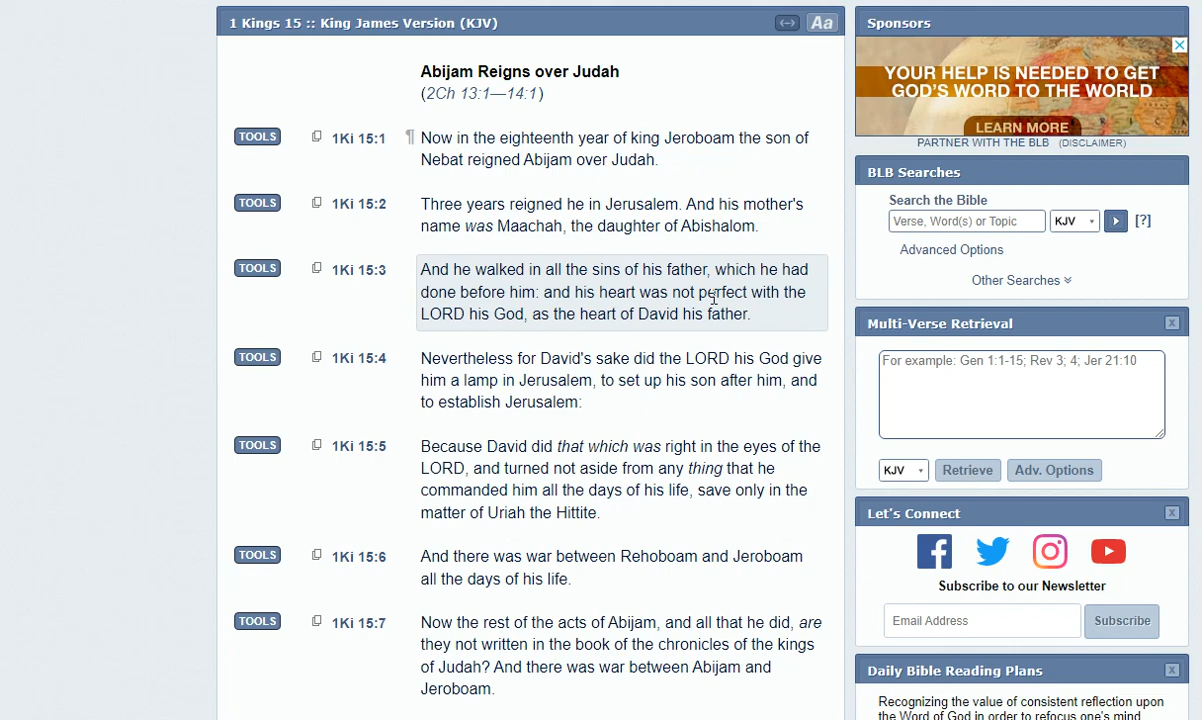 1 Kings 15 :: King James Version (KJV)
Aa
Abijam Reigns over Judah
(2Ch 13:1—14:1)
TOOLS
1Ki 15:1
¶ Now in the eighteenth year of king Jeroboam the son of
Nebat reigned Abijam over Judah.
TOOLS
1Ki 15:2
Three years reigned he in Jerusalem. And his mother's
name was Maachah, the daughter of Abishalom.
TOOLS
1Ki 15:3
And he walked in all the sins of his father, which he had
done before him: and his heart was not perfect with the
LORD his God, as the heart of David his father.
TOOLS
1Ki 15:4
Nevertheless for David's sake did the LORD his God give
him a lamp in Jerusalem, to set up his son after him, and
to establish Jerusalem:
TOOLS
1Ki 15:5
Because David did that which was right in the eyes of the
LORD, and turned not aside from any thing that he
commanded him all the days of his life, save only in the
matter of Uriah the Hittite.
TOOLS
1Ki 15:6
And there was war between Rehoboam and Jeroboam
all the days of his life.
TOOLS
1Ki 15:7
Now the rest of the acts of Abijam, and all that he did, are
they not written in the book of the chronicles of the kings
of Judah? And there was war between Abijam and
Jeroboam.
Sponsors
YOUR HELP IS NEEDED TO GET
GOD'S WORD TO THE WORLD
LEARN MORE
PARTNER WITH THE BLB (DISCLAIMER)
BLB Searches
Search the Bible
Verse, Word(s) or Topic
KJV
[?]
Advanced Options
Other Searches
Multi-Verse Retrieval
For example: Gen 1:1-15; Rev 3; 4; Jer 21:10
KJV
Retrieve
Adv. Options
Let's Connect
Subscribe to our Newsletter
Email Address
Subscribe
Daily Bible Reading Plans
Recognizing the value of consistent reflection upon
the Word of God in order to refocus one's mind